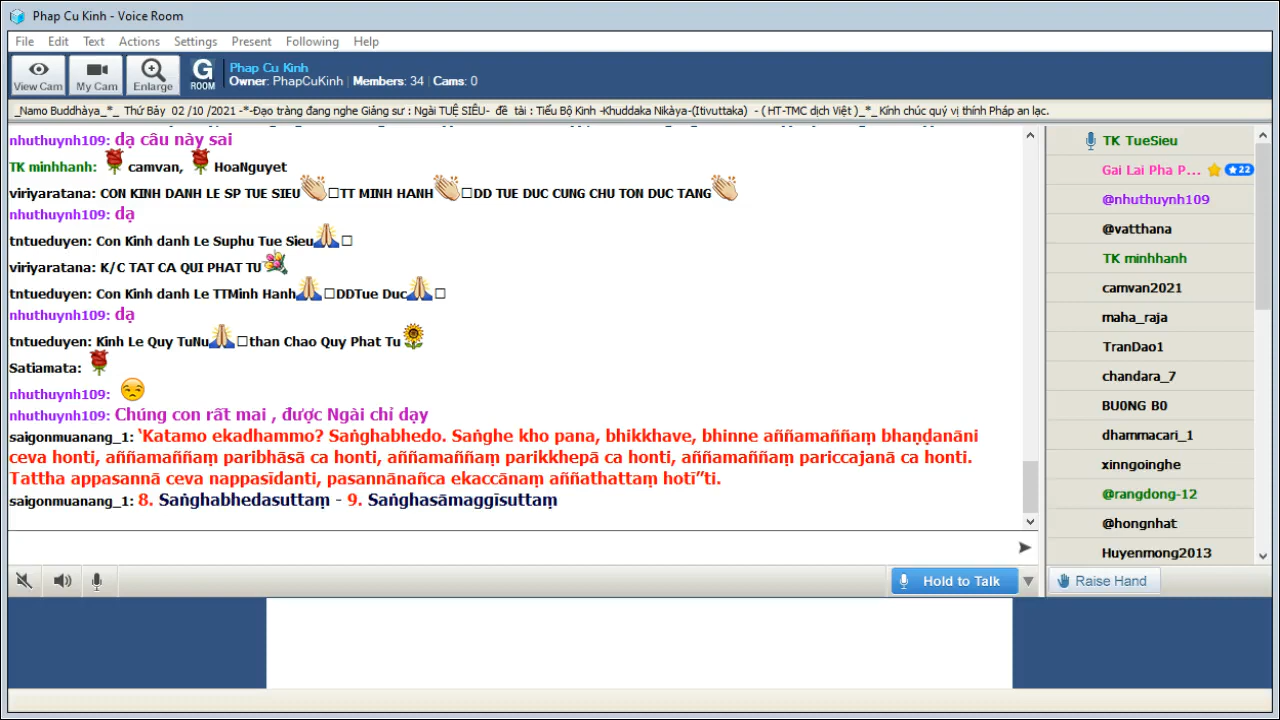 Phap Cu Kinh - Voice Room
File Edit Text Actions Settings Present Following Help
View Cam
My Cam
Enlarge
G
ROOM
Phap Cu Kinh
Owner: PhapCuKinh Members: 34 Cams: 0
_Namo Buddhàya_*_ Thứ Bảy 02 /10 /2021 -*-Đạo tràng đang nghe Giảng sư : Ngài TUỆ SIÊU- đề tài : Tiểu Bộ Kinh -Khuddaka Nikàya-(Itivuttaka) - ( HT-TMC dịch Việt )_*_ Kính chúc quý vị thính Pháp an lạc.
nhuthuynh109: dạ câu này sai
TK minhhanh: camvan, HoaNguyet
viriyaratana: CON KINH DANH LE SP TUE SIEU TT MINH HANH DD TUE DUC CUNG CHU TON DUC TANG
nhuthuynh109: dạ
tntueduyen: Con Kinh danh Le Suphu Tue Sieu
viriyaratana: K/C TAT CA QUI PHAT TU
tntueduyen: Con Kinh danh Le TTMinh Hanh DDTue Duc
nhuthuynh109: dạ
tntueduyen: Kinh Le Quy TuNu than Chao Quy Phat Tu
Satiamata:
nhuthuynh109:
nhuthuynh109: Chúng con rất mai , được Ngài chỉ dạy
saigonmuanang_1: ‘Katamo ekadhammo? Saṅghabhedo. Saṅghe kho pana, bhikkhave, bhinne aññamaññaṃ bhaṇḍanāni
ceva honti, aññamaññaṃ paribhāsā ca honti, aññamaññaṃ parikkhepā ca honti, aññamaññaṃ pariccajanā ca honti.
Tattha appasannā ceva nappasīdanti, pasannānañca ekaccānaṃ aññathattaṃ hotī”ti.
saigonmuanang_1: 8. Saṅghabhedasuttaṃ - 9. Saṅghasāmaggīsuttaṃ
Hold to Talk
TK TueSieu
Gai Lai Pha P... 22
@nhuthuynh109
@vatthana
TK minhhanh
camvan2021
maha_raja
TranDao1
chandara_7
BU0NG B0
dhammacari_1
xinngoinghe
@rangdong-12
@hongnhat
Huyenmong2013
Raise Hand